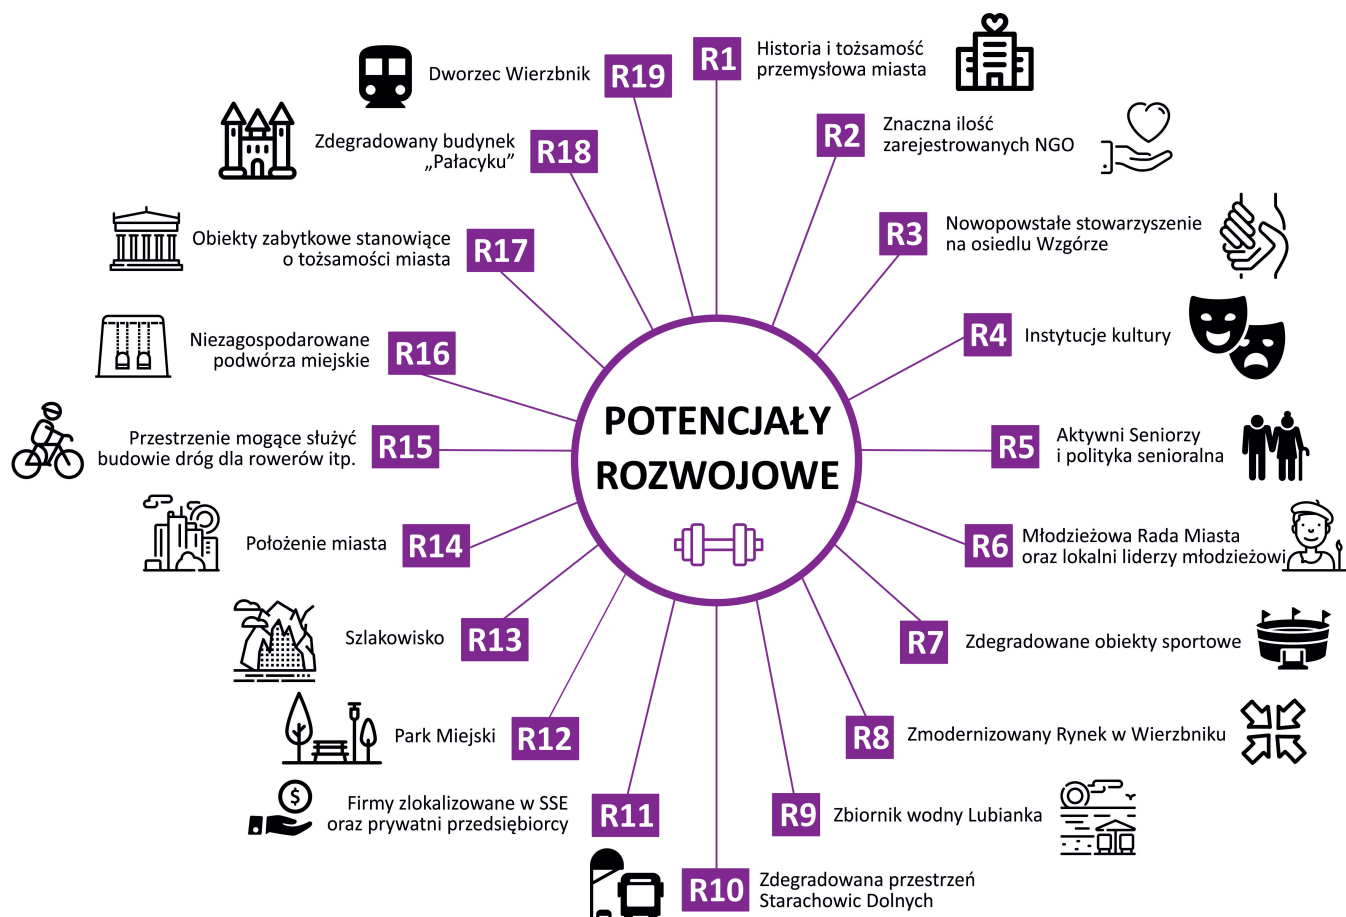 POTENCJAŁY
ROZWOJOWE
R1
Historia i tożsamość
przemysłowa miasta
R2
Znaczna ilość
zarejestrowanych NGO
R3
Nowopowstałe stowarzyszenie
na osiedlu Wzgórze
R4
Instytucje kultury
R5
Aktywni Seniorzy
i polityka senioralna
R6
Młodzieżowa Rada Miasta
oraz lokalni liderzy młodzieżowi
R7
Zdegradowane obiekty sportowe
R8
Zmodernizowany Rynek w Wierzbniku
R9
Zbiornik wodny Lubianka
R10
Zdegradowana przestrzeń
Starachowic Dolnych
R11
Firmy zlokalizowane w SSE
oraz prywatni przedsiębiorcy
$
R12
Park Miejski
R13
Szlakowisko
R14
Położenie miasta
R15
Przestrzenie mogące służyć
budowie dróg dla rowerów itp.
R16
Niezagospodarowane
podwórza miejskie
R17
Obiekty zabytkowe stanowiące
o tożsamości miasta
R18
Zdegradowany budynek
„Pałacyku”
R19
Dworzec Wierzbnik